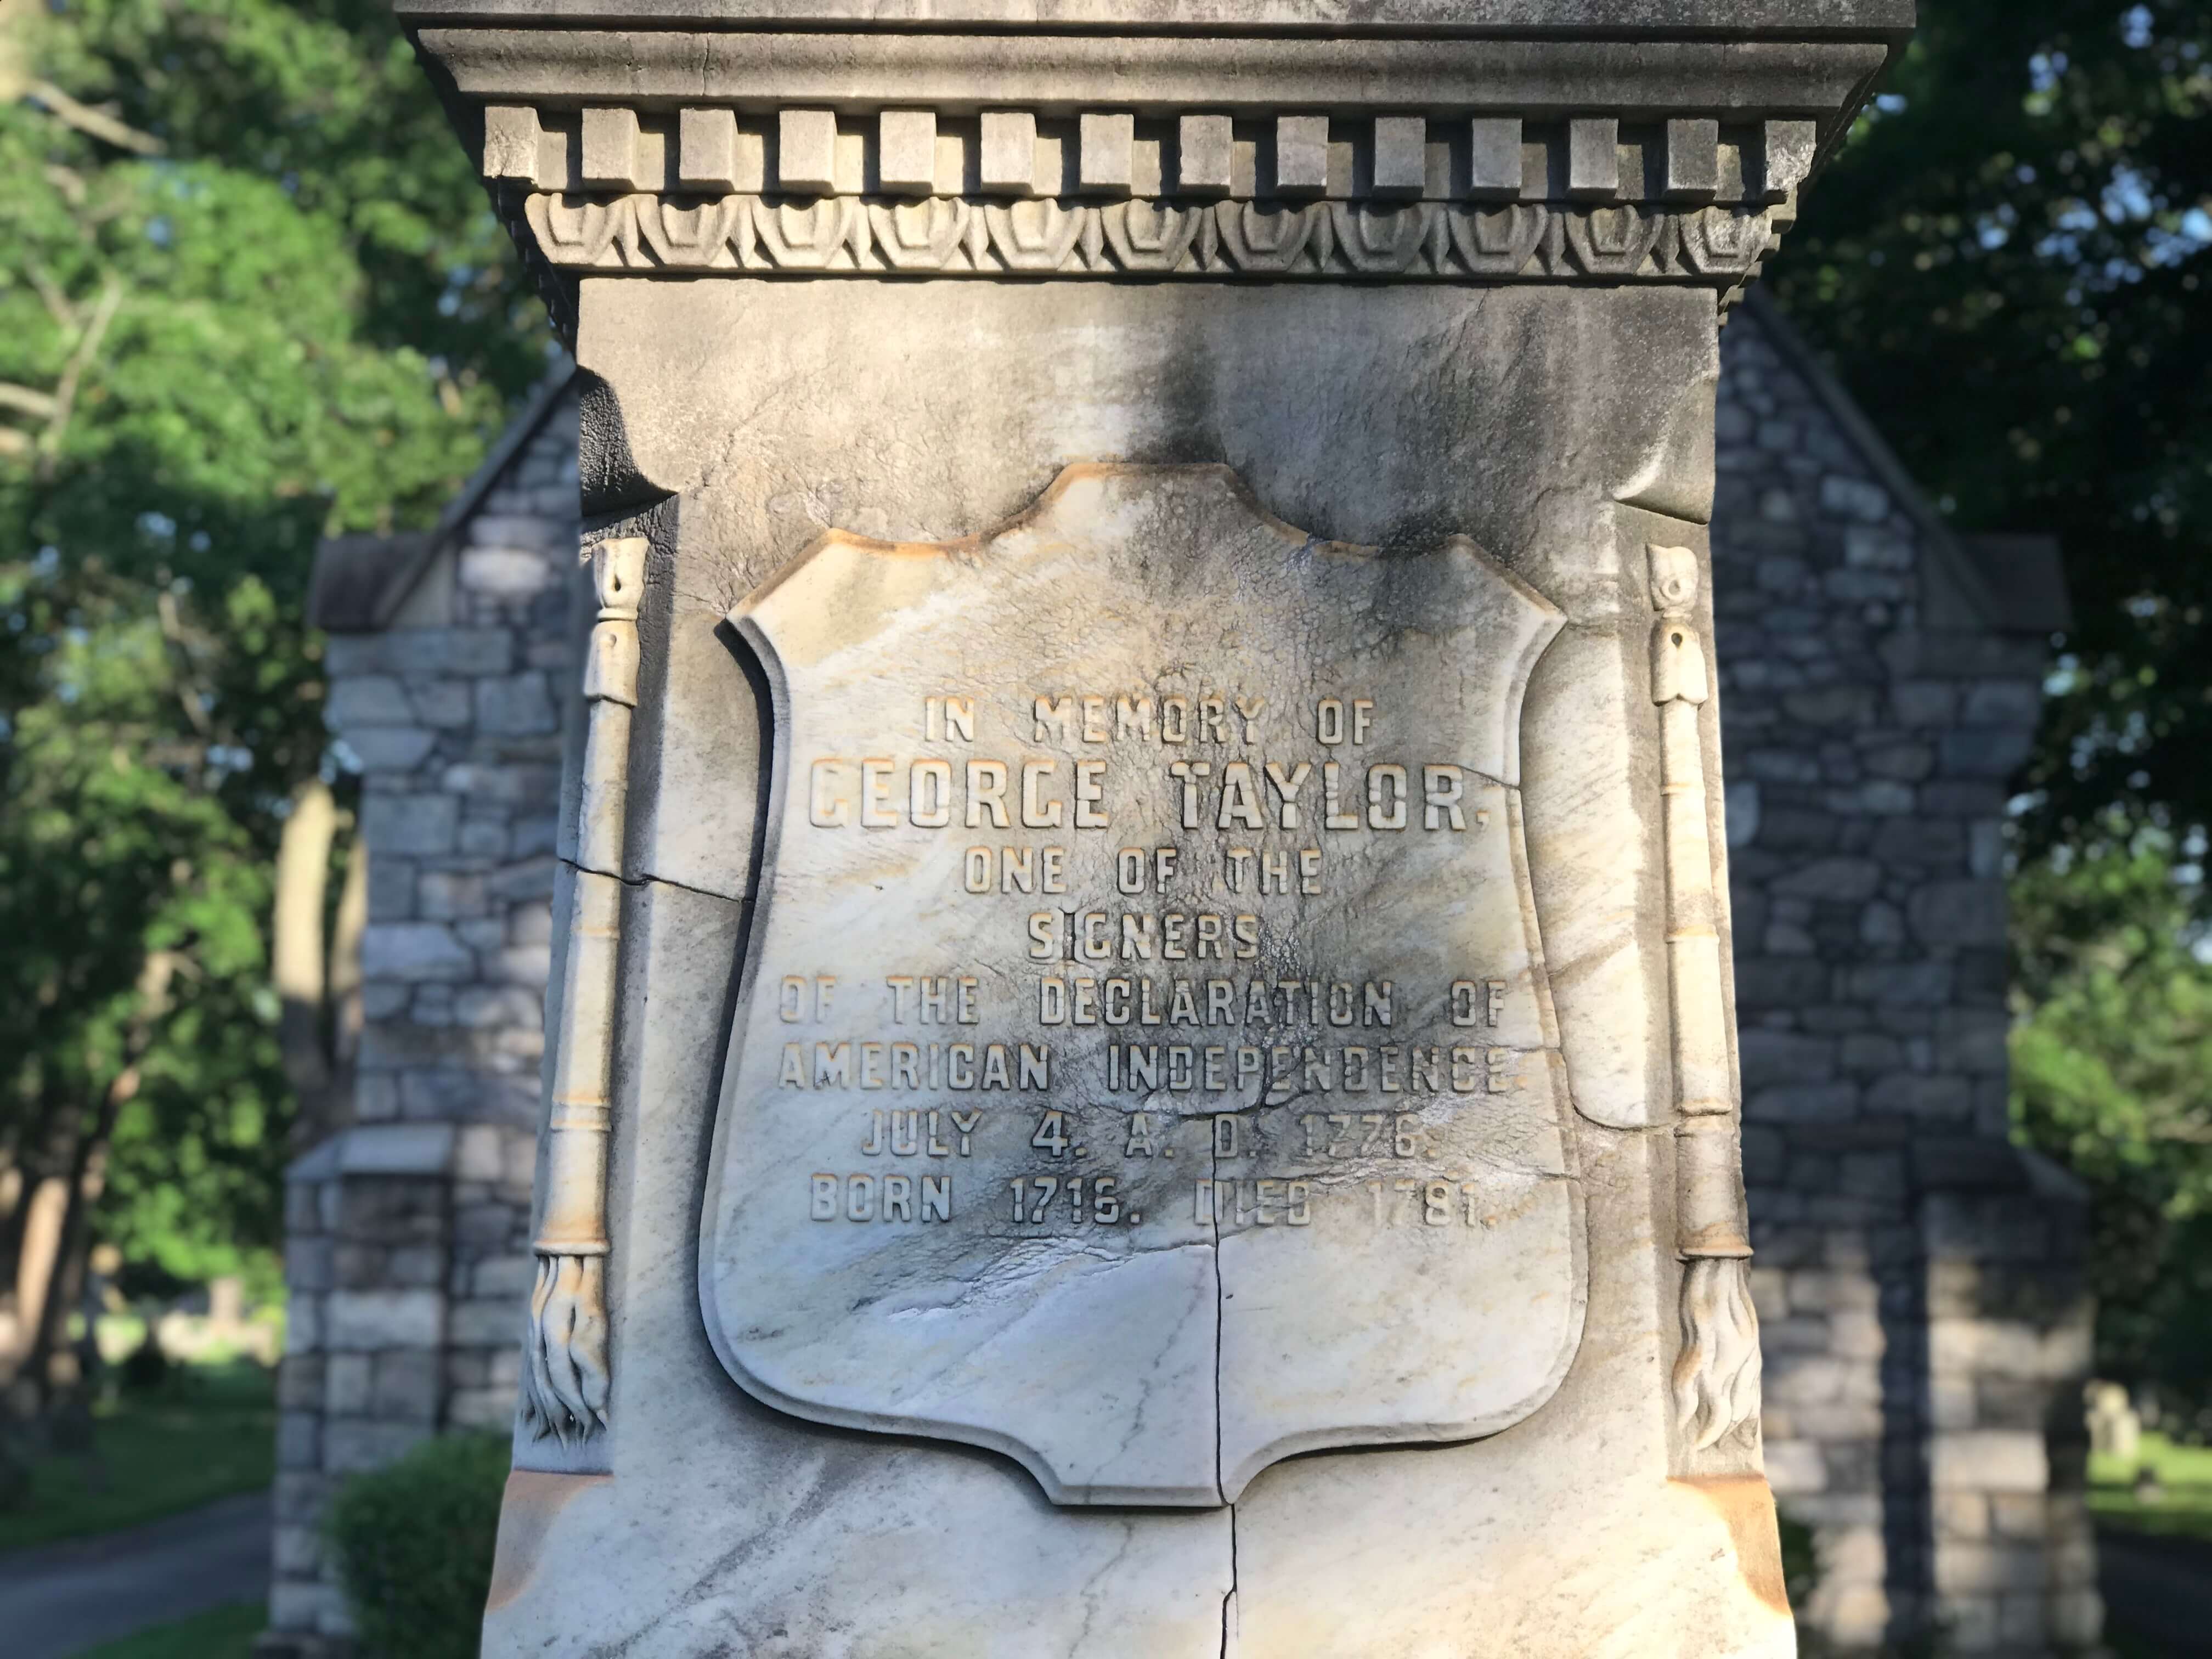 IN MEMORY OF
GEORGE TAYLOR.
ONE OF THE
SIGNERS
OF THE DECLARATION OF
AMERICAN INDEPENDENCE.
JULY 4. A. D. 1776.
BORN 1716. DIED 1781.